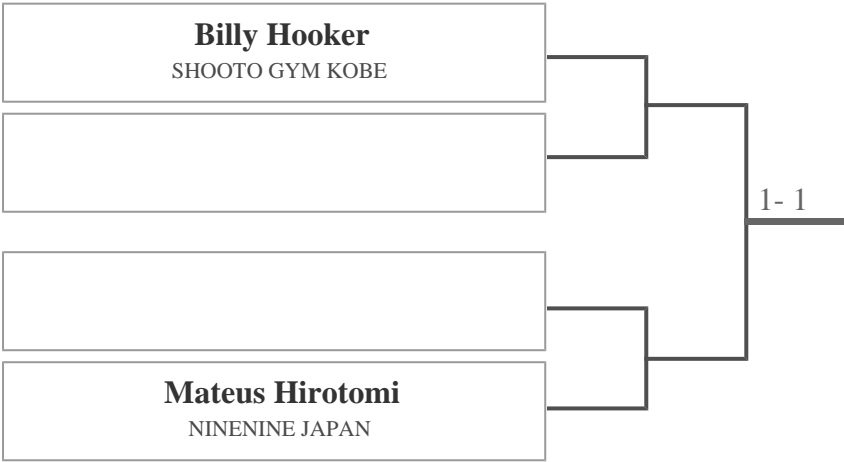 Billy Hooker
SHOOTO GYM KOBE
1- 1
Mateus Hirotomi
NINENINE JAPAN